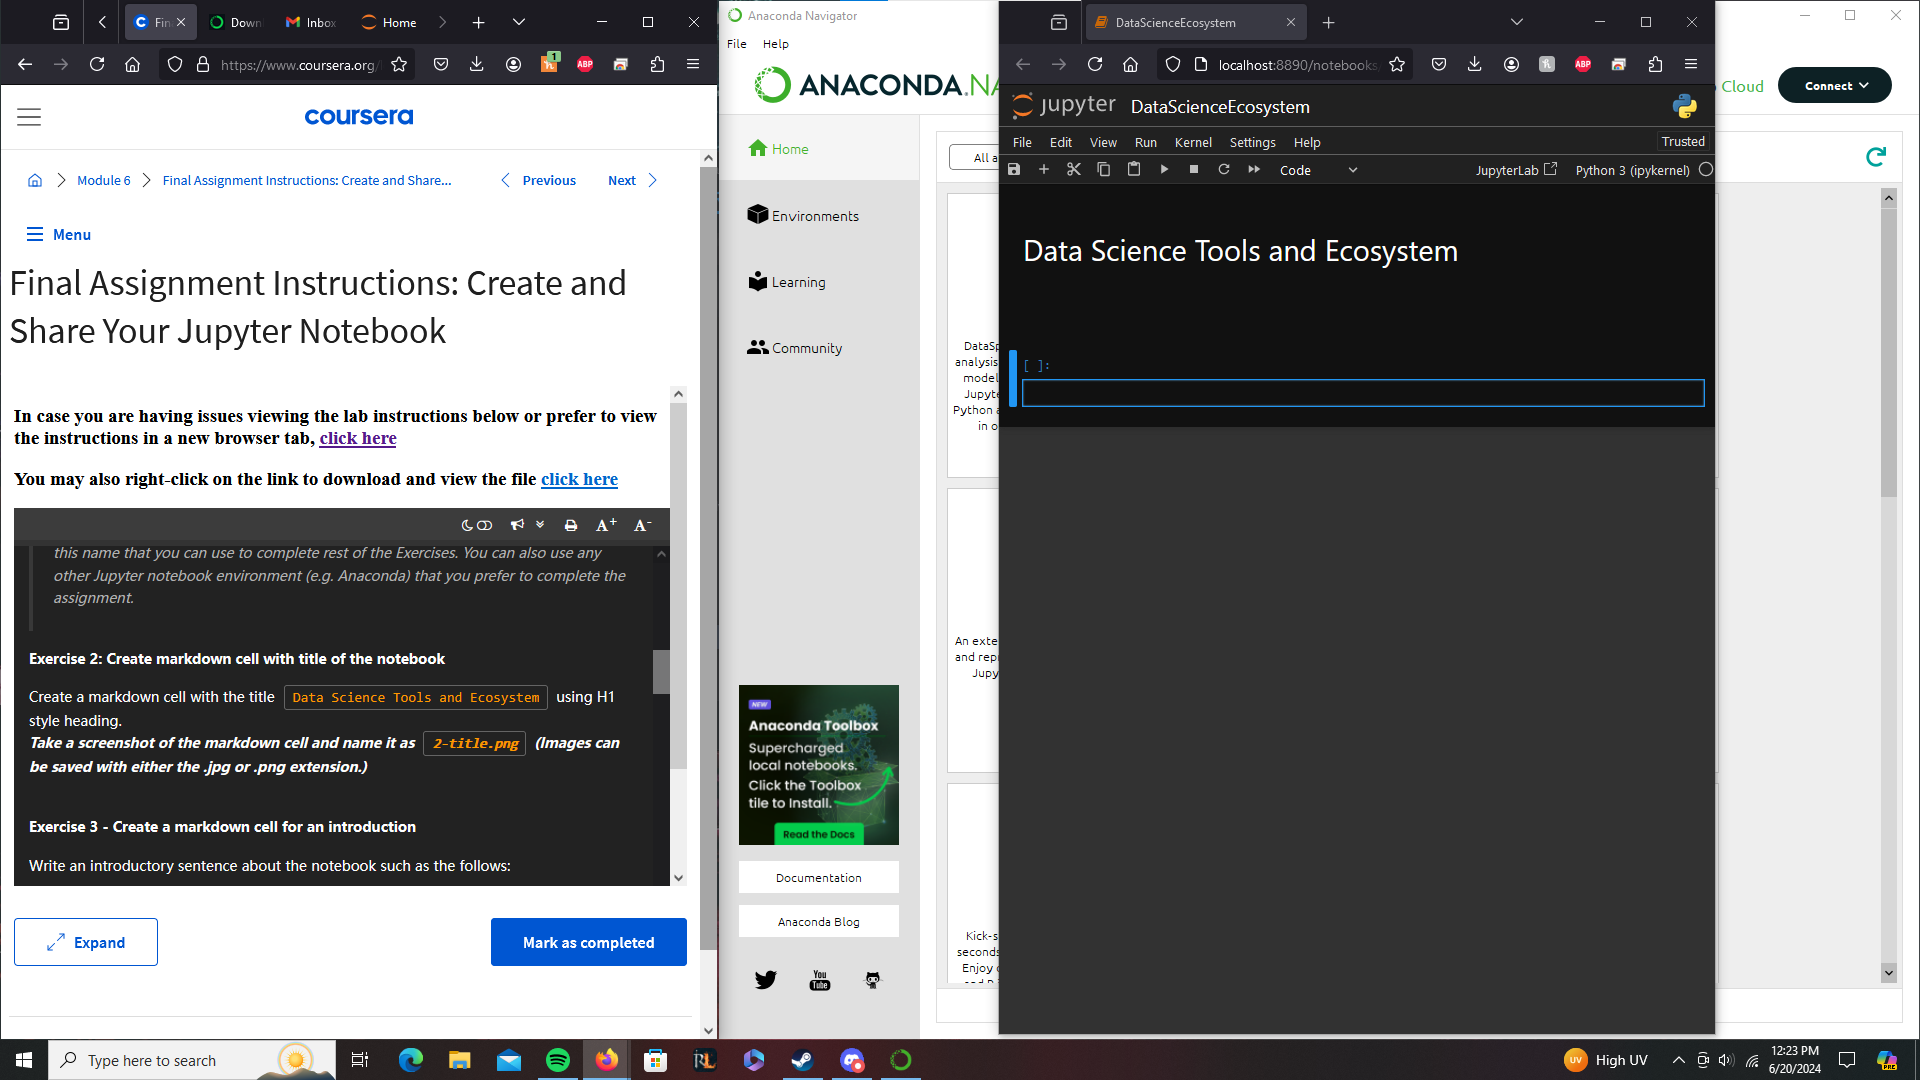 Fin
Down
Inbox
Home
https://www.coursera.org/
1
ABP
coursera
Module 6
Final Assignment Instructions: Create and Share...
Previous
Next
Menu
Final Assignment Instructions: Create and
Share Your Jupyter Notebook
In case you are having issues viewing the lab instructions below or prefer to view
the instructions in a new browser tab, click here
You may also right-click on the link to download and view the file click here
A+
A-
this name that you can use to complete rest of the Exercises. You can also use any
other Jupyter notebook environment (e.g. Anaconda) that you prefer to complete the
assignment.
Exercise 2: Create markdown cell with title of the notebook
Create a markdown cell with the title Data Science Tools and Ecosystem using H1
style heading.
Take a screenshot of the markdown cell and name it as 2-title.png (Images can
be saved with either the .jpg or .png extension.)
Exercise 3 - Create a markdown cell for an introduction
Write an introductory sentence about the notebook such as the follows:
Expand
Mark as completed
Anaconda Navigator
File Help
ANACONDA.NA
Cloud
Connect
Home
Environments
Learning
Community
All a
DataSp
analysis
model
Jupyte
Python a
in o
An exte
and repr
Jupy
Kick-s
seconds
Enjoy
NEW
Anaconda Toolbox
Supercharged
local notebooks.
Click the Toolbox
tile to Install.
Read the Docs
Documentation
Anaconda Blog
You
Tube
DataScienceEcosystem
localhost:8890/notebooks/
ABP
jupyter DataScienceEcosystem
File Edit View Run Kernel Settings Help
Trusted
Code
JupyterLab
Python 3 (ipykernel)
Data Science Tools and Ecosystem
[ ]:
Type here to search
RL
UV
High UV
12:23 PM
6/20/2024
PRE